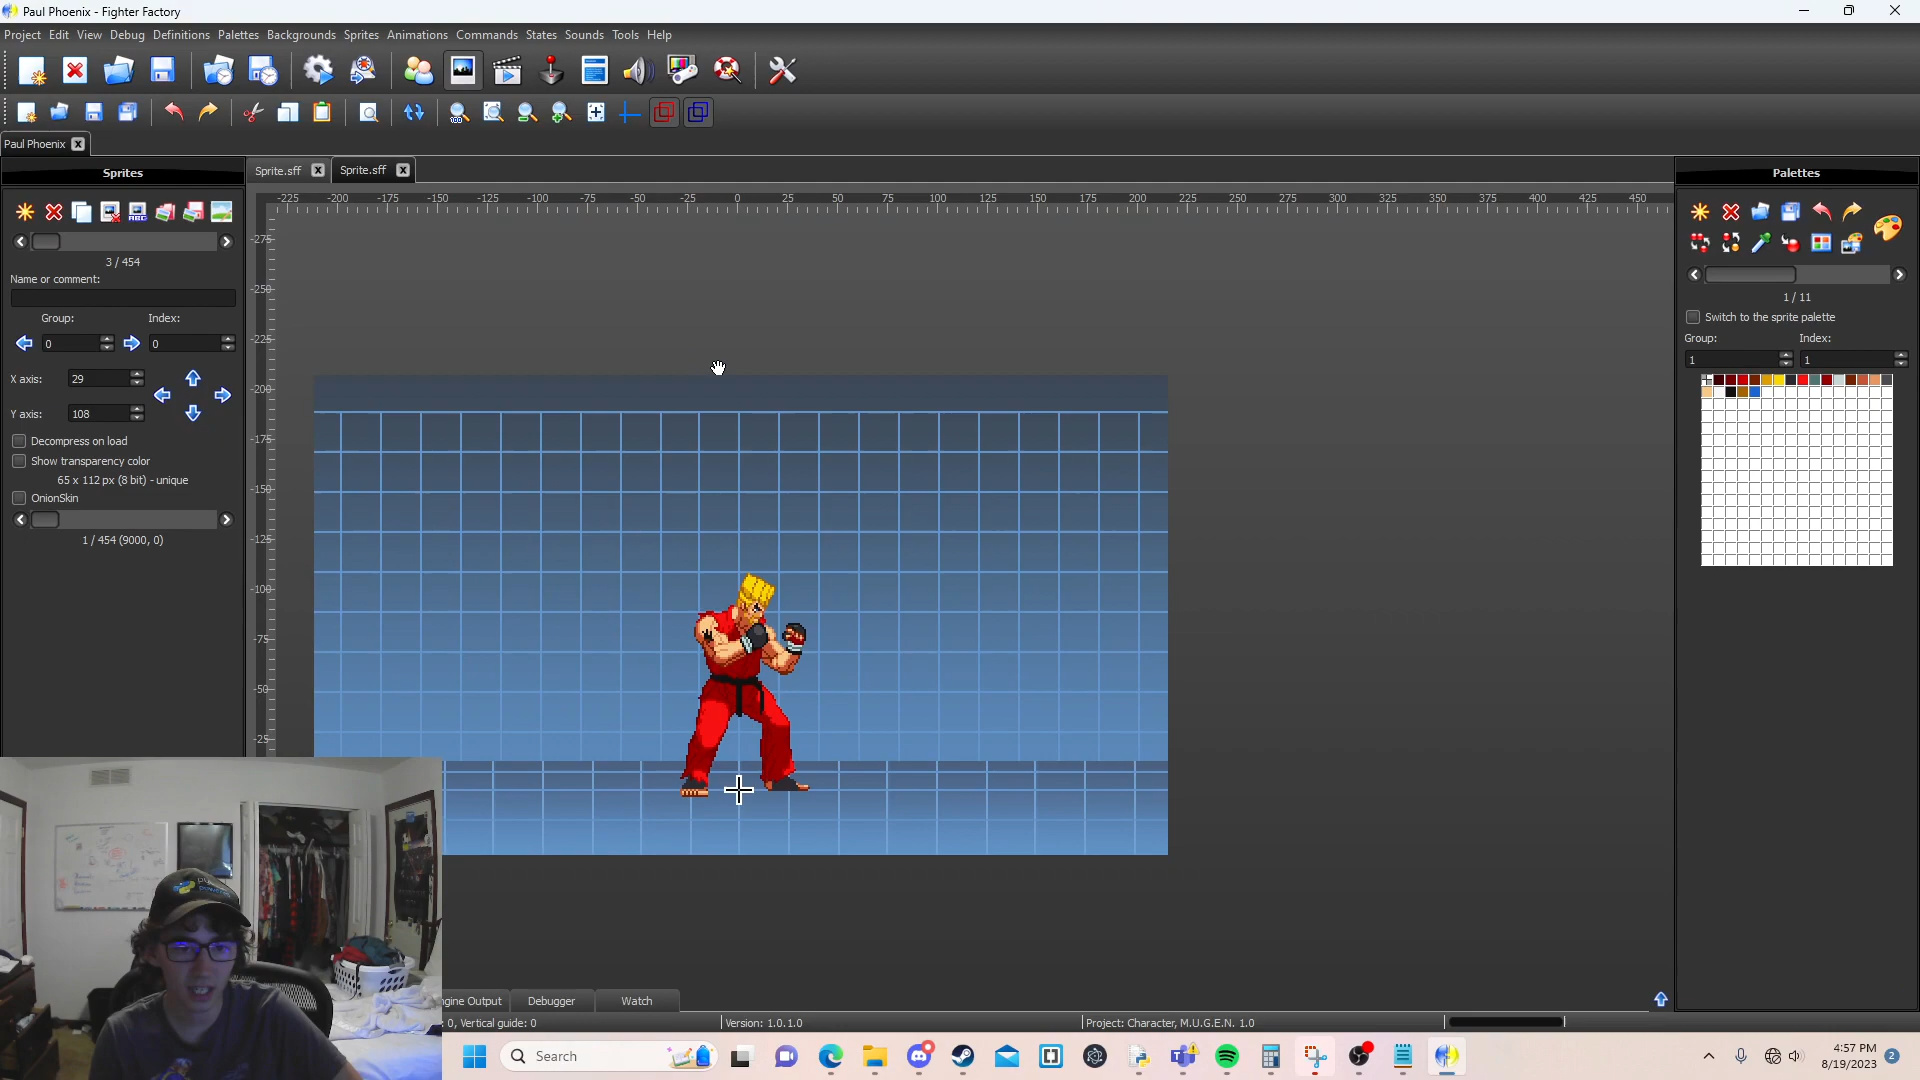 Paul Phoenix - Fighter Factory
Project Edit View Debug Definitions Palettes Backgrounds Sprites Animations Commands States Sounds Tools Help
Paul Phoenix
Sprites
Sprite.sff Sprite.sff
Palettes
-225 -200 -175 -150 -125 -100 -75 -50 -25 0 25 50 75 100 125 150 175 200 225 250 275 300 325 350 375 400 425 450
3 / 454
Name or comment:
Group: Index:
0 0
X axis: 29
Y axis: 108
Decompress on load
Show transparency color
65 x 112 px (8 bit) - unique
OnionSkin
1 / 454 (9000, 0)
-275
-250
-225
-200
-175
-150
-125
-100
-75
-50
-25
1 / 11
Switch to the sprite palette
Group: Index:
1 1
ngine Output Debugger Watch
: 0, Vertical guide: 0 Version: 1.0.1.0 Project: Character, M.U.G.E.N. 1.0
Search
4:57 PM
8/19/2023
2